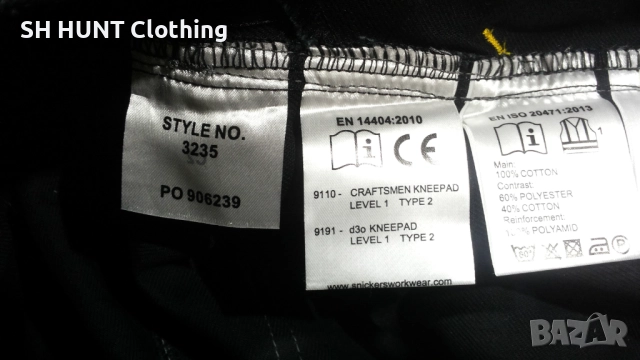 SH HUNT Clothing
STYLE NO.
3235
PO 906239
EN 14404:2010
i CE
9110 - CRAFTSMEN KNEEPAD
LEVEL 1 TYPE 2
9191 - d3o KNEEPAD
LEVEL 1 TYPE 2
www.snickersworkwear.com
EN ISO 20471:2013
i 1
Main:
100% COTTON
Contrast:
60% POLYESTER
40% COTTON
Reinforcement:
POLYAMID
BAZAR